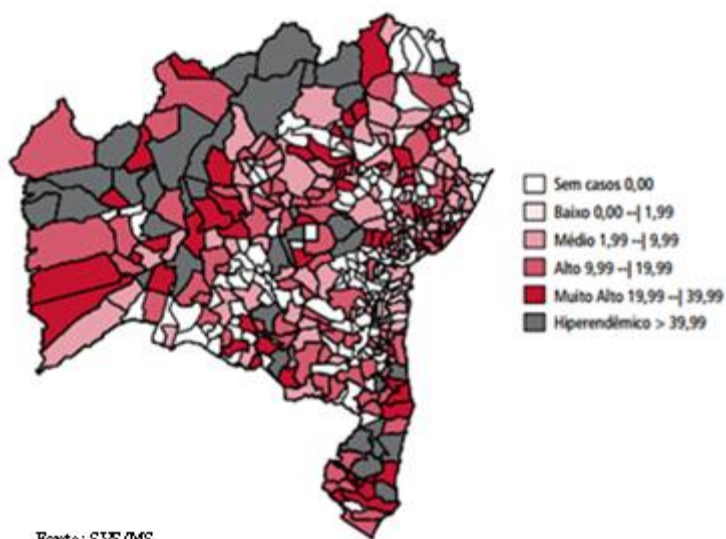 Sem casos 0,00
Baixo 0,00 --| 1,99
Médio 1,99 --| 9,99
Alto 9,99 --| 19,99
Muito Alto 19,99 --| 39,99
Hiperendêmico > 39,99
Fonte: SVS/MS